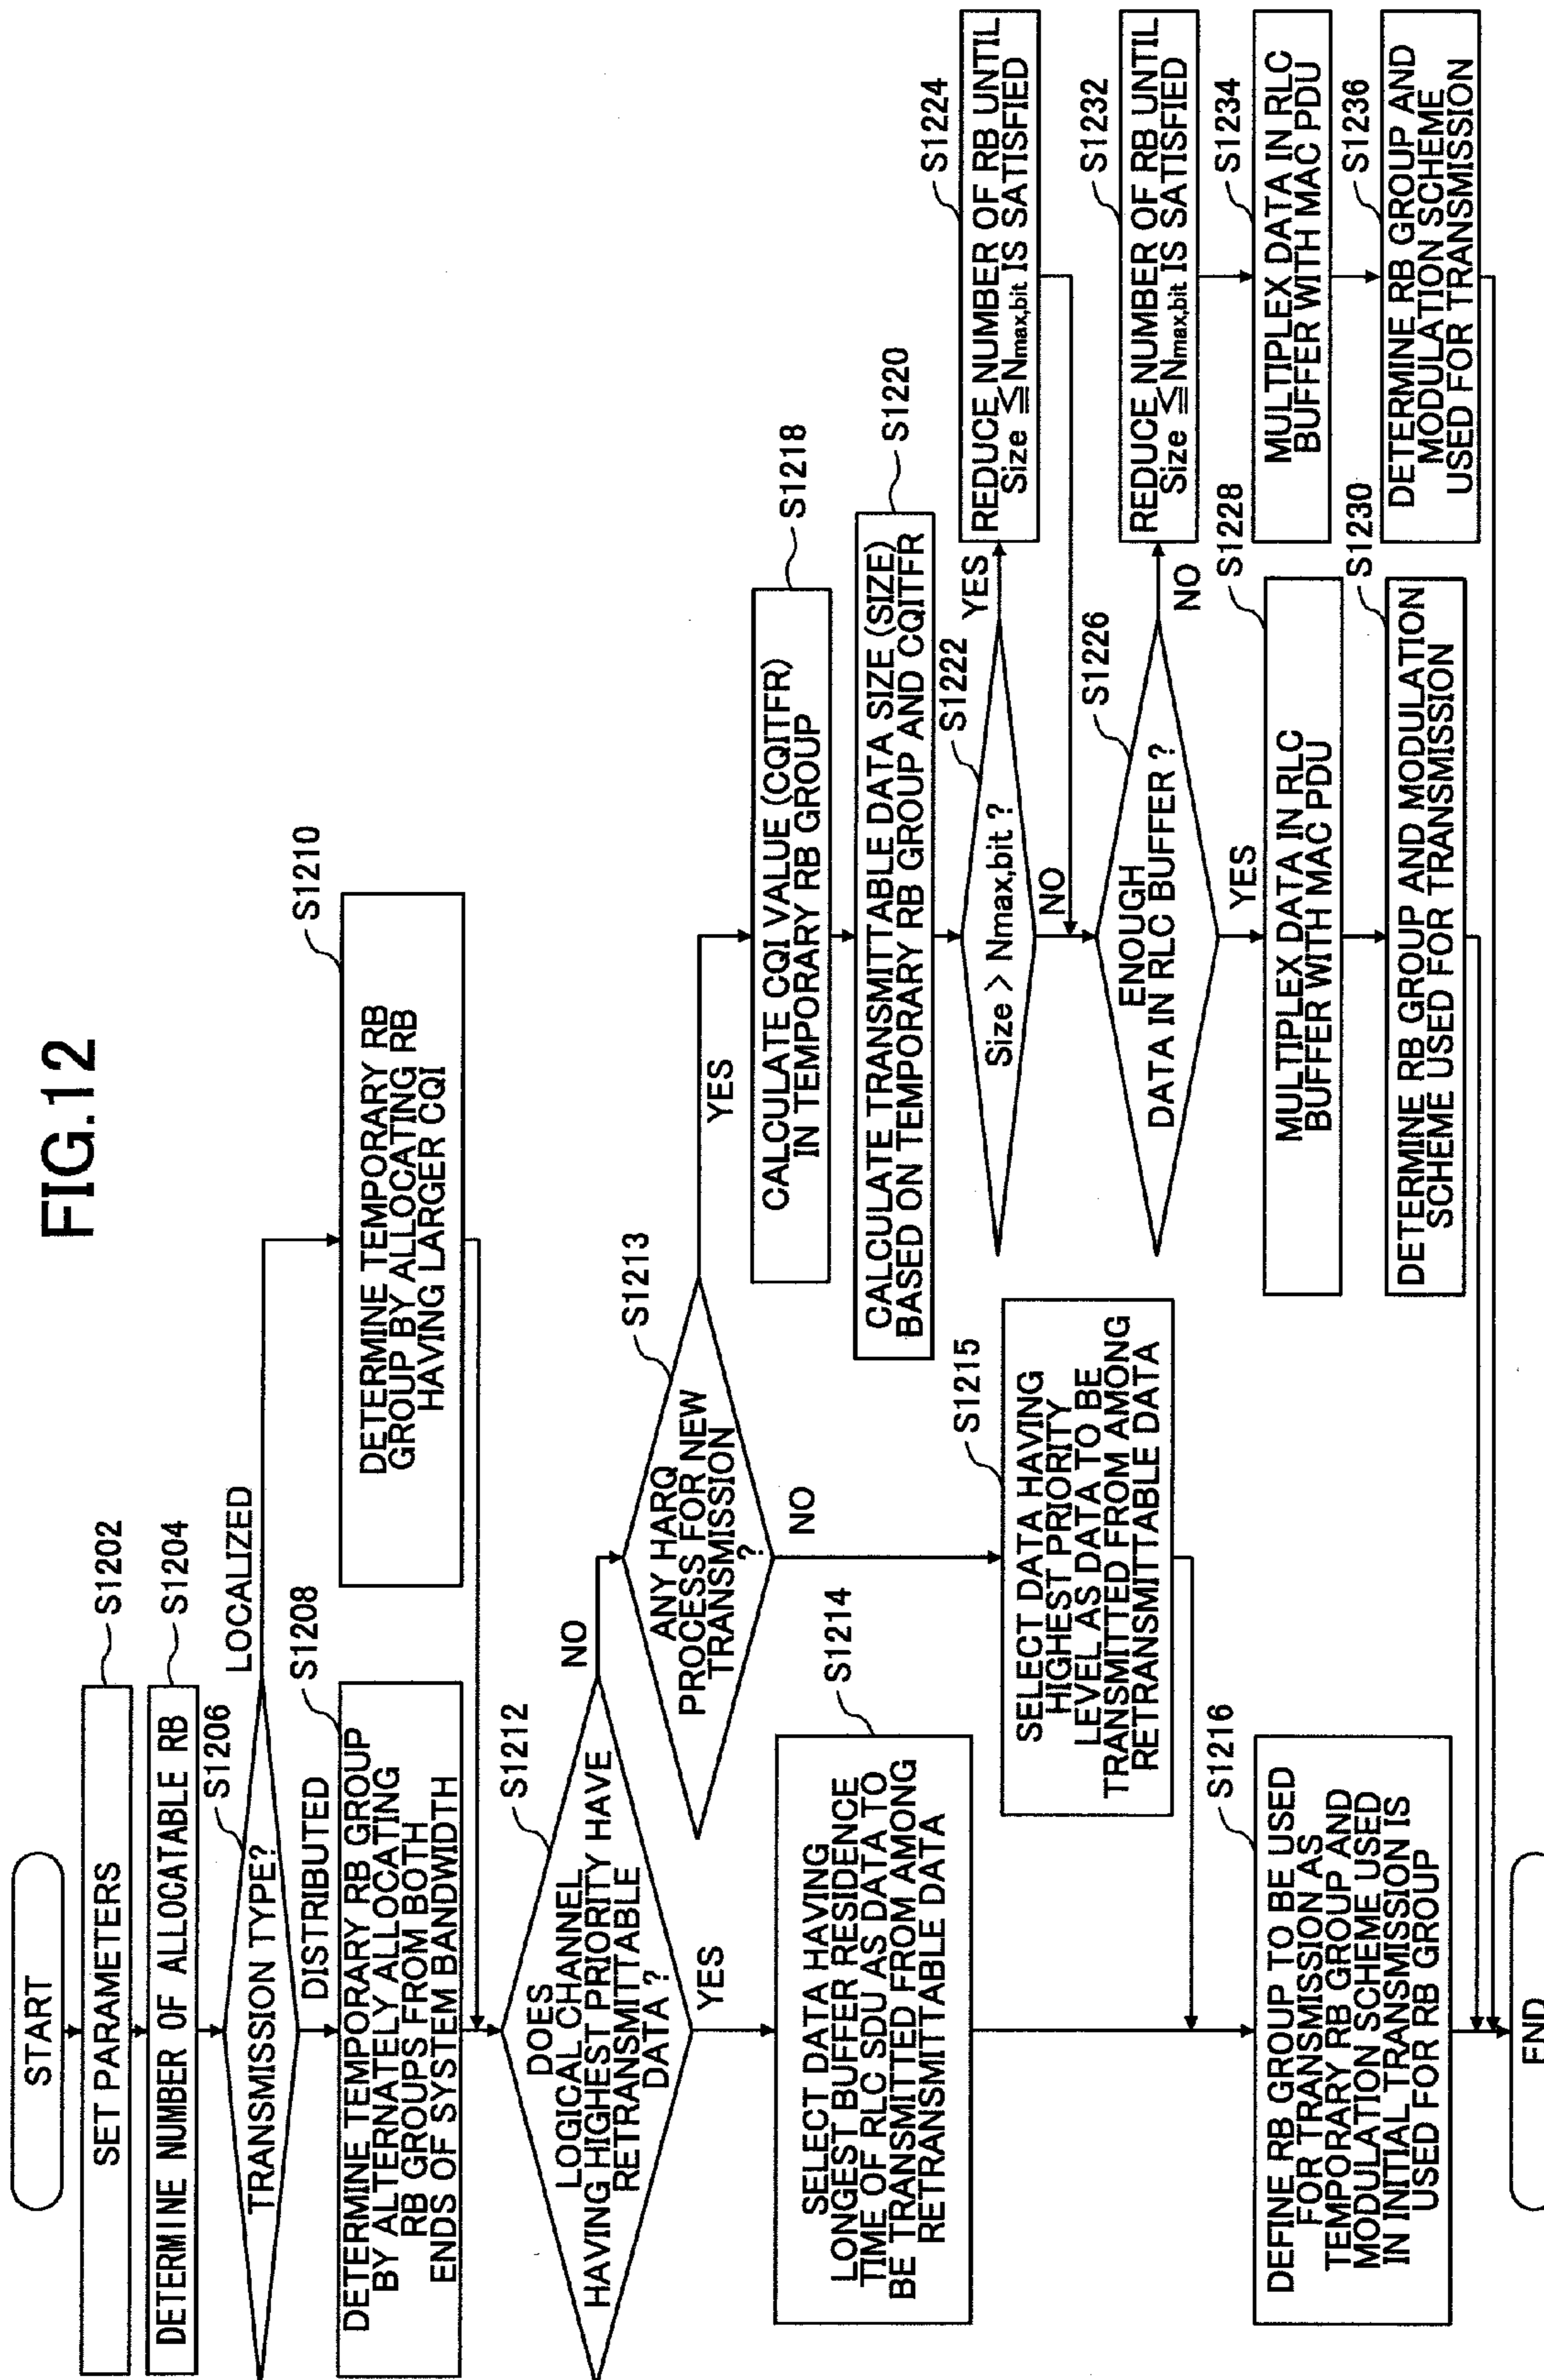 FIG.12
START
SET PARAMETERS
S1202
DETERMINE NUMBER OF ALLOCATABLE RB
S1204
TRANSMISSION TYPE?
S1206
LOCALIZED
DISTRIBUTED
S1208
DETERMINE TEMPORARY RB GROUP
BY ALTERNATELY ALLOCATING
RB GROUPS FROM BOTH
ENDS OF SYSTEM BANDWIDTH
S1210
DETERMINE TEMPORARY RB
GROUP BY ALLOCATING RB
HAVING LARGER CQI
S1212
DOES
LOGICAL CHANNEL
HAVING HIGHEST PRIORITY HAVE
RETRANSMITTABLE
DATA ?
NO
YES
S1213
ANY HARQ
PROCESS FOR NEW
TRANSMISSION
?
YES
NO
S1214
SELECT DATA HAVING
LONGEST BUFFER RESIDENCE
TIME OF RLC SDU AS DATA TO
BE TRANSMITTED FROM AMONG
RETRANSMITTABLE DATA
S1215
SELECT DATA HAVING
HIGHEST PRIORITY
LEVEL AS DATA TO BE
TRANSMITTED FROM AMONG
RETRANSMITTABLE DATA
S1216
DEFINE RB GROUP TO BE USED
FOR TRANSMISSION AS
TEMPORARY RB GROUP AND
MODULATION SCHEME USED
IN INITIAL TRANSMISSION IS
USED FOR RB GROUP
S1218
CALCULATE CQI VALUE (CQITFR)
IN TEMPORARY RB GROUP
S1220
CALCULATE TRANSMITTABLE DATA SIZE (SIZE)
BASED ON TEMPORARY RB GROUP AND CQITFR
S1222
Size > Nmax,bit ?
YES
NO
S1224
REDUCE NUMBER OF RB UNTIL
Size ≦Nmax,bit IS SATISFIED
S1226
ENOUGH
DATA IN RLC BUFFER ?
NO
YES
S1228
MULTIPLEX DATA IN RLC
BUFFER WITH MAC PDU
S1230
DETERMINE RB GROUP AND MODULATION
SCHEME USED FOR TRANSMISSION
S1232
REDUCE NUMBER OF RB UNTIL
Size ≦Nmax,bit IS SATISFIED
S1234
MULTIPLEX DATA IN RLC
BUFFER WITH MAC PDU
S1236
DETERMINE RB GROUP AND
MODULATION SCHEME
USED FOR TRANSMISSION
END